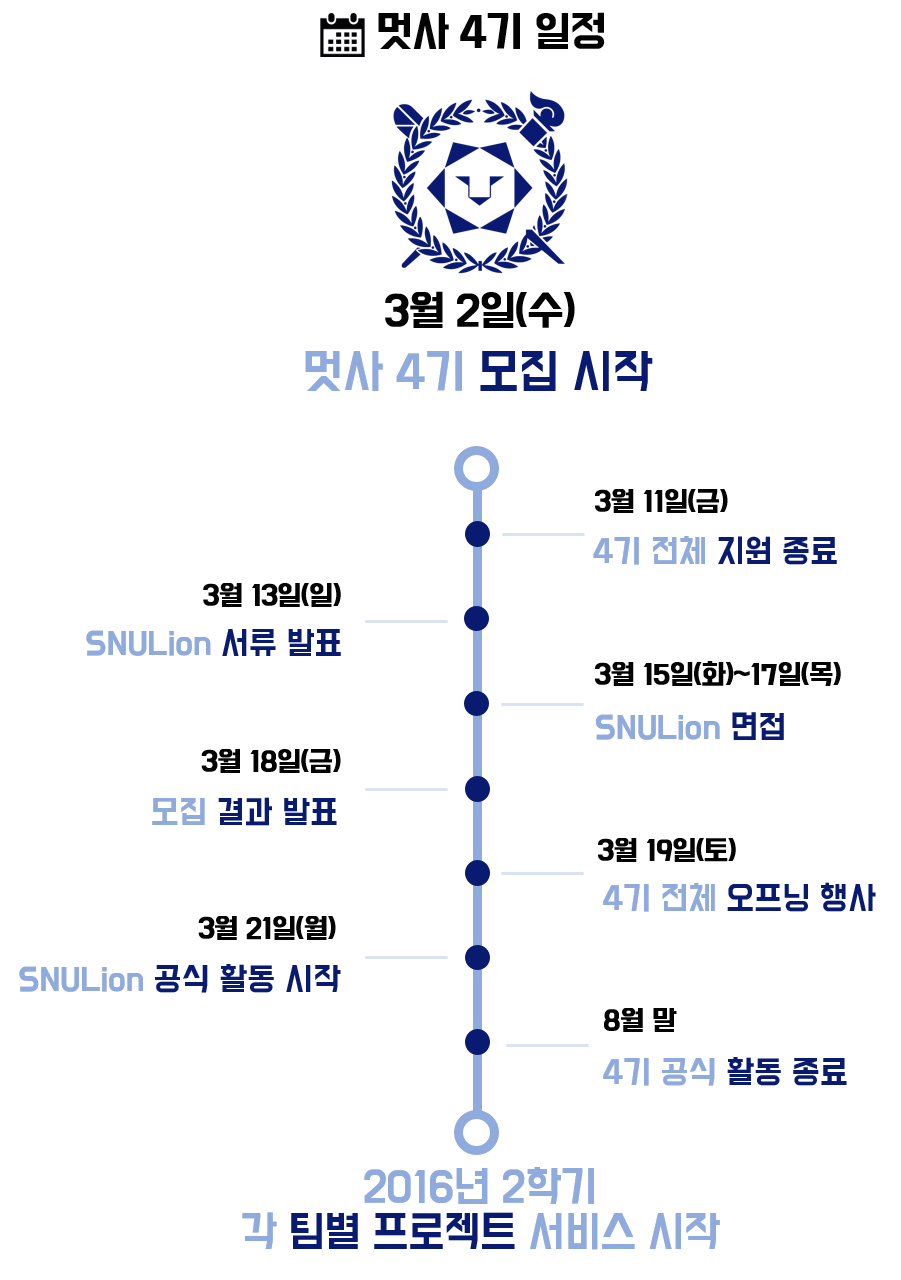 멋사 4기 일정
3월 2일(수)
멋사 4기 모집 시작
3월 11일(금)
4기 전체 지원 종료
3월 13일(일)
SNULion 서류 발표
3월 15일(화)~17일(목)
SNULion 면접
3월 18일(금)
모집 결과 발표
3월 19일(토)
4기 전체 오프닝 행사
3월 21일(월)
SNULion 공식 활동 시작
8월 말
4기 공식 활동 종료
2016년 2학기
각 팀별 프로젝트 서비스 시작